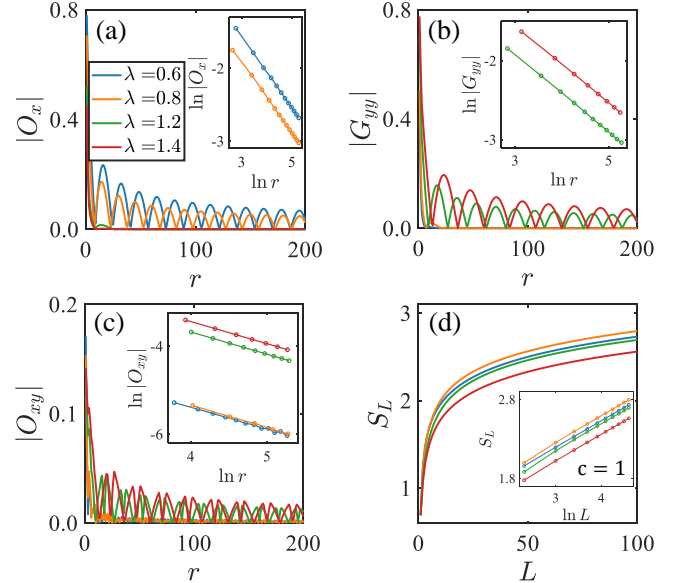 (a)
|O_x|
0.8
0.4
0.0
0
100
200
r
λ =0.6
λ =0.8
λ =1.2
λ =1.4
ln |O_x|
-2
-3
3
5
ln r
(b)
|G_yy|
0.8
0.4
0.0
0
100
200
r
ln |G_yy|
-1
-3
3
5
ln r
(c)
|O_xy|
0.2
0.1
0.0
0
100
200
r
ln |O_xy|
-4
-6
4
5
ln r
(d)
S_L
3
2
1
0
50
100
L
S_L
2.8
1.8
3
4
ln L
c = 1